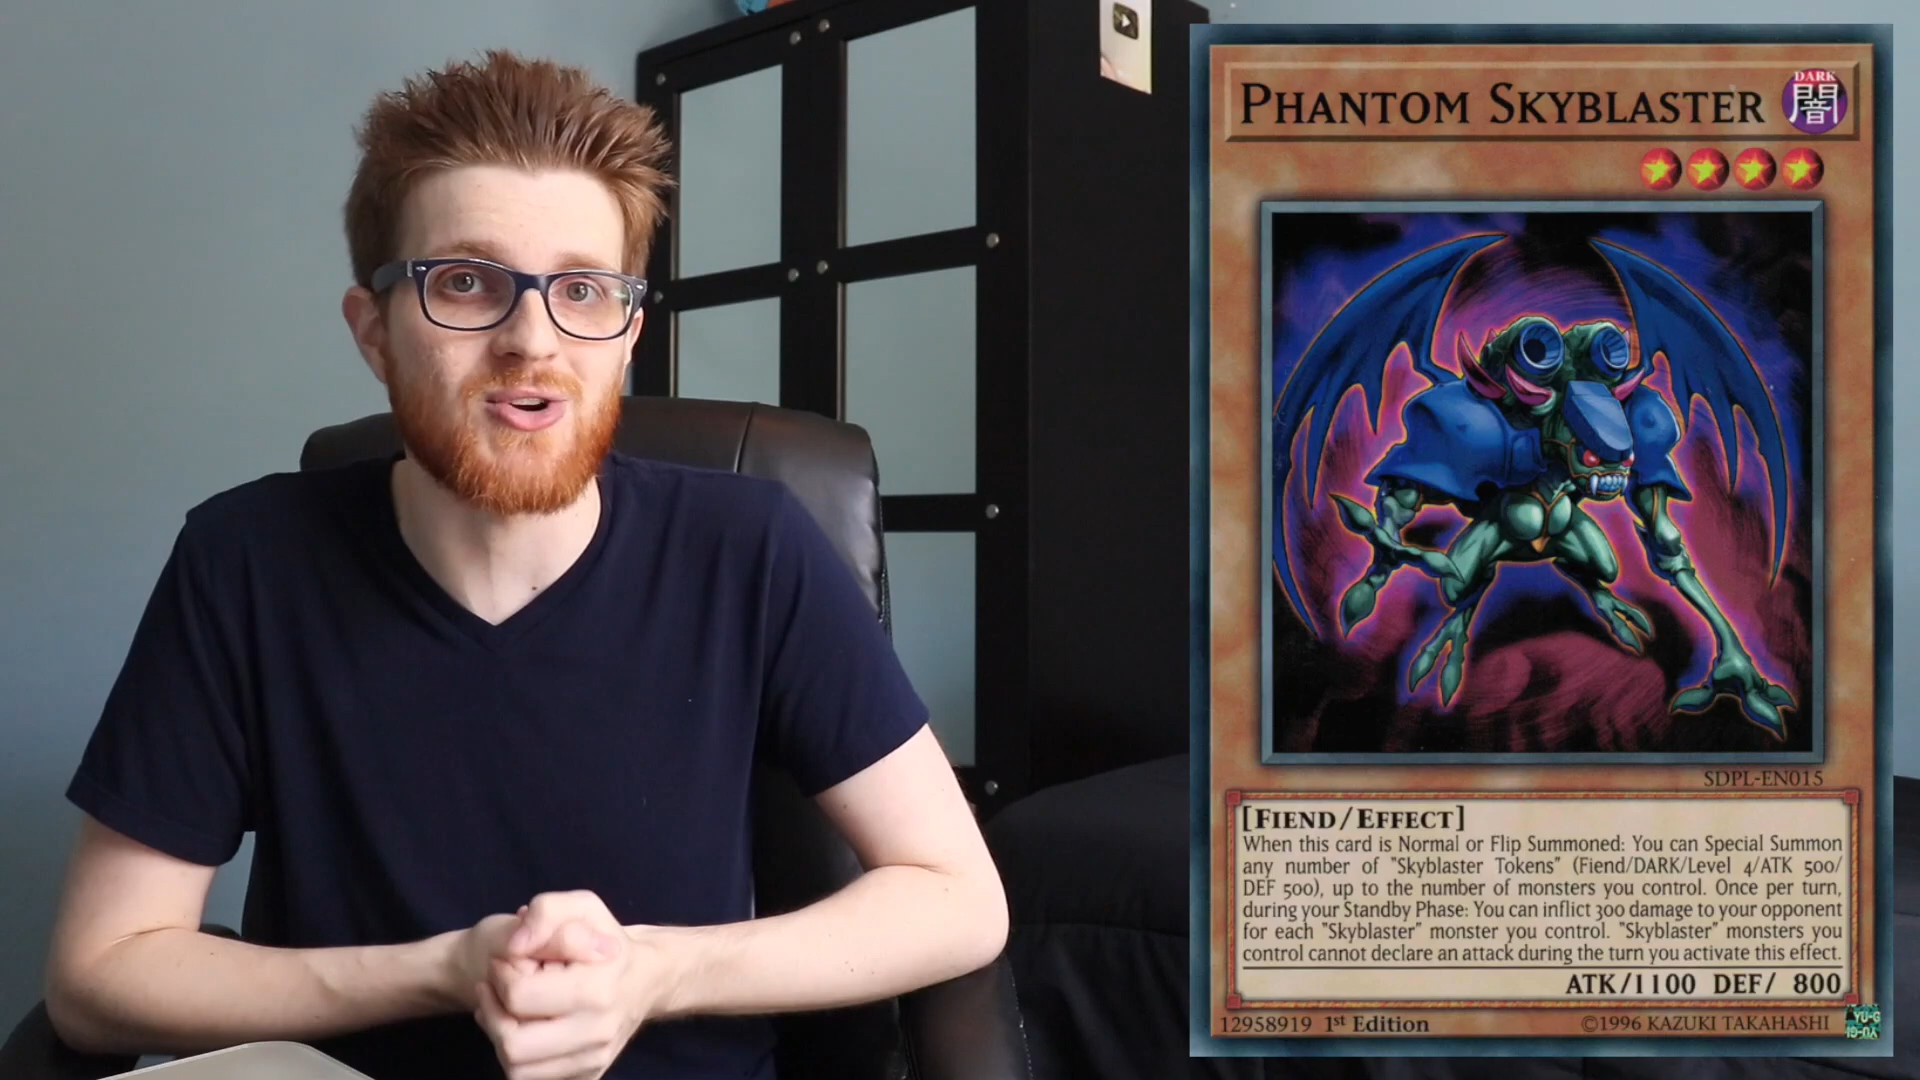 PHANTOM SKYBLASTER
DARK
闇
SDPL-EN015
[FIEND/EFFECT]
When this card is Normal or Flip Summoned: You can Special Summon
any number of "Skyblaster Tokens" (Fiend/DARK/Level 4/ATK 500/
DEF 500), up to the number of monsters you control. Once per turn,
during your Standby Phase: You can inflict 300 damage to your opponent
for each "Skyblaster" monster you control. "Skyblaster" monsters you
control cannot declare an attack during the turn you activate this effect.
ATK/1100 DEF/ 800
12958919 1st Edition
©1996 KAZUKI TAKAHASHI